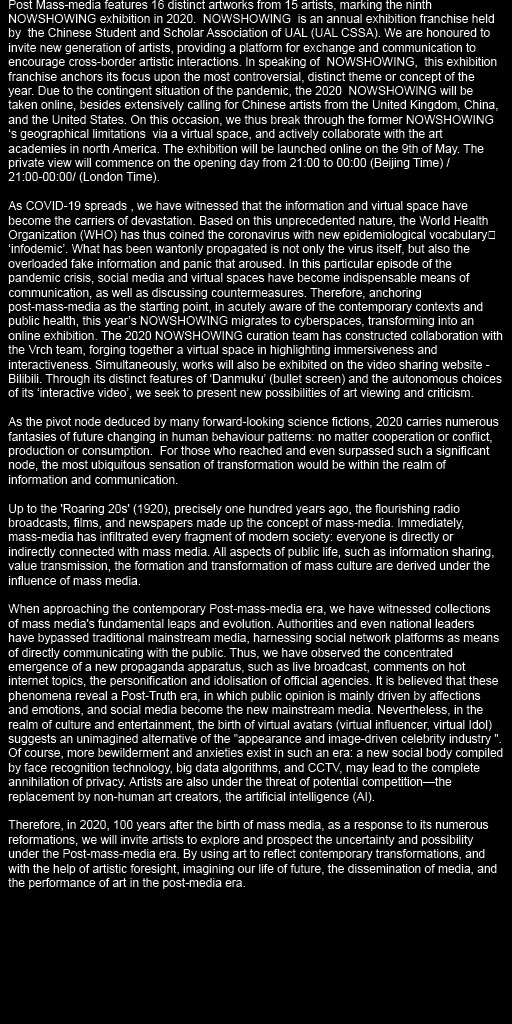 Post Mass-media features 16 distinct artworks from 15 artists, marking the ninth
NOWSHOWING exhibition in 2020.  NOWSHOWING  is an annual exhibition franchise held
by  the Chinese Student and Scholar Association of UAL (UAL CSSA). We are honoured to
invite new generation of artists, providing a platform for exchange and communication to
encourage cross-border artistic interactions. In speaking of  NOWSHOWING,  this exhibition
franchise anchors its focus upon the most controversial, distinct theme or concept of the
year. Due to the contingent situation of the pandemic, the 2020  NOWSHOWING will be
taken online, besides extensively calling for Chinese artists from the United Kingdom, China,
and the United States. On this occasion, we thus break through the former NOWSHOWING
‘s geographical limitations  via a virtual space, and actively collaborate with the art
academies in north America. The exhibition will be launched online on the 9th of May. The
private view will commence on the opening day from 21:00 to 00:00 (Beijing Time) /
21:00-00:00/ (London Time).

As COVID-19 spreads , we have witnessed that the information and virtual space have
become the carriers of devastation. Based on this unprecedented nature, the World Health
Organization (WHO) has thus coined the coronavirus with new epidemiological vocabulary
‘infodemic’. What has been wantonly propagated is not only the virus itself, but also the
overloaded fake information and panic that aroused. In this particular episode of the
pandemic crisis, social media and virtual spaces have become indispensable means of
communication, as well as discussing countermeasures. Therefore, anchoring
post-mass-media as the starting point, in acutely aware of the contemporary contexts and
public health, this year’s NOWSHOWING migrates to cyberspaces, transforming into an
online exhibition. The 2020 NOWSHOWING curation team has constructed collaboration with
the Vrch team, forging together a virtual space in highlighting immersiveness and
interactiveness. Simultaneously, works will also be exhibited on the video sharing website -
Bilibili. Through its distinct features of ‘Danmuku’ (bullet screen) and the autonomous choices
of its ‘interactive video’, we seek to present new possibilities of art viewing and criticism.

As the pivot node deduced by many forward-looking science fictions, 2020 carries numerous
fantasies of future changing in human behaviour patterns: no matter cooperation or conflict,
production or consumption.  For those who reached and even surpassed such a significant
node, the most ubiquitous sensation of transformation would be within the realm of
information and communication.

Up to the 'Roaring 20s' (1920), precisely one hundred years ago, the flourishing radio
broadcasts, films, and newspapers made up the concept of mass-media. Immediately,
mass-media has infiltrated every fragment of modern society: everyone is directly or
indirectly connected with mass media. All aspects of public life, such as information sharing,
value transmission, the formation and transformation of mass culture are derived under the
influence of mass media.

When approaching the contemporary Post-mass-media era, we have witnessed collections
of mass media's fundamental leaps and evolution. Authorities and even national leaders
have bypassed traditional mainstream media, harnessing social network platforms as means
of directly communicating with the public. Thus, we have observed the concentrated
emergence of a new propaganda apparatus, such as live broadcast, comments on hot
internet topics, the personification and idolisation of official agencies. It is believed that these
phenomena reveal a Post-Truth era, in which public opinion is mainly driven by affections
and emotions, and social media become the new mainstream media. Nevertheless, in the
realm of culture and entertainment, the birth of virtual avatars (virtual influencer, virtual Idol)
suggests an unimagined alternative of the "appearance and image-driven celebrity industry ".
Of course, more bewilderment and anxieties exist in such an era: a new social body compiled
by face recognition technology, big data algorithms, and CCTV, may lead to the complete
annihilation of privacy. Artists are also under the threat of potential competition—the
replacement by non-human art creators, the artificial intelligence (AI).

Therefore, in 2020, 100 years after the birth of mass media, as a response to its numerous
reformations, we will invite artists to explore and prospect the uncertainty and possibility
under the Post-mass-media era. By using art to reflect contemporary transformations, and
with the help of artistic foresight, imagining our life of future, the dissemination of media, and
the performance of art in the post-media era.